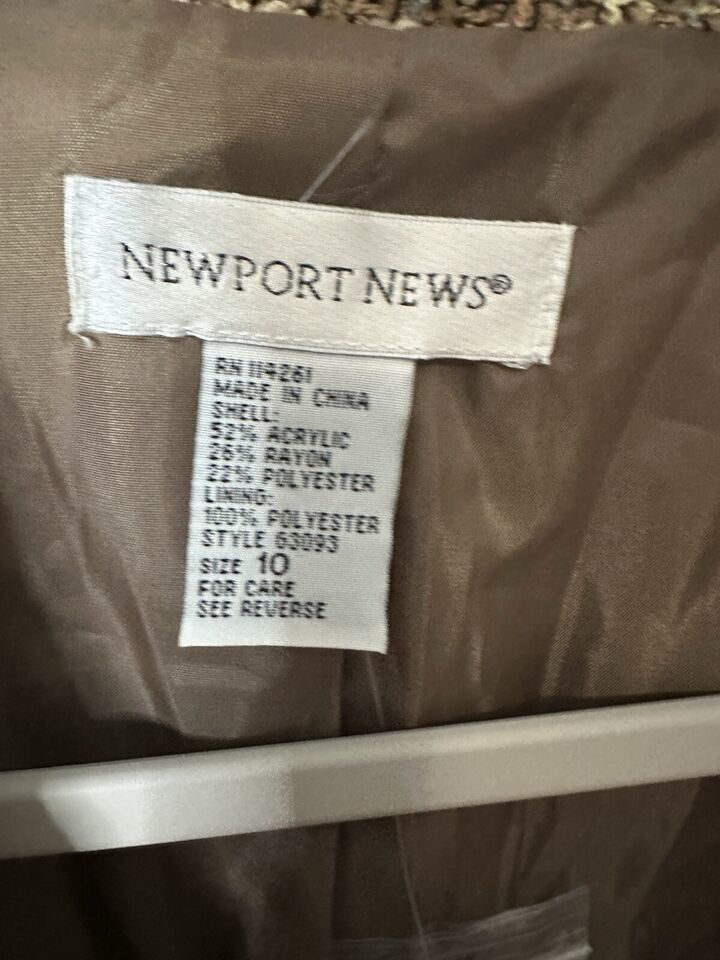 NEWPORT NEWS®
RN 114261
MADE IN CHINA
SHELL:
52% ACRYLIC
26% RAYON
22% POLYESTER
LINING:
100% POLYESTER
STYLE 63093
SIZE 10
FOR CARE
SEE REVERSE